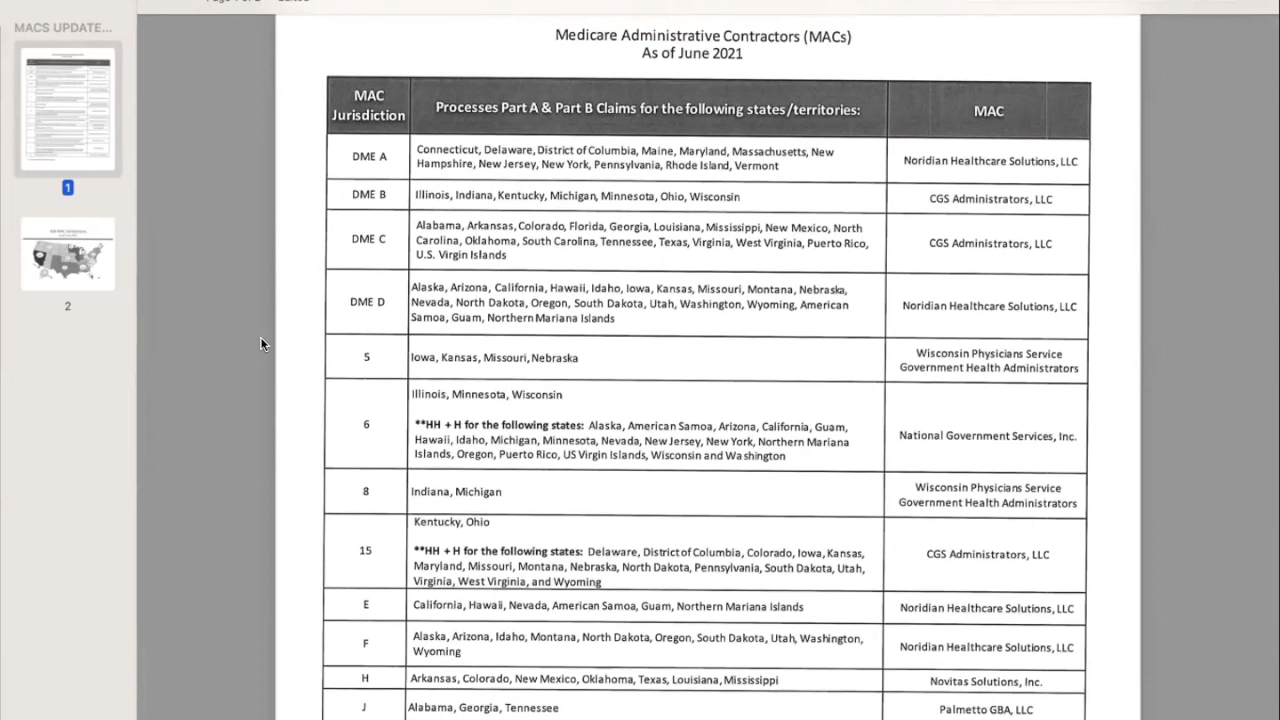 MACS UPDATE...
1
2
Medicare Administrative Contractors (MACs)
As of June 2021
MAC
Jurisdiction
Processes Part A & Part B Claims for the following states/territories:
MAC
DME A
Connecticut, Delaware, District of Columbia, Maine, Maryland, Massachusetts, New
Hampshire, New Jersey, New York, Pennsylvania, Rhode Island, Vermont
Noridian Healthcare Solutions, LLC
DME B
Illinois, Indiana, Kentucky, Michigan, Minnesota, Ohio, Wisconsin
CGS Administrators, LLC
DME C
Alabama, Arkansas, Colorado, Florida, Georgia, Louisiana, Mississippi, New Mexico, North
Carolina, Oklahoma, South Carolina, Tennessee, Texas, Virginia, West Virginia, Puerto Rico,
U.S. Virgin Islands
CGS Administrators, LLC
DME D
Alaska, Arizona, California, Hawaii, Idaho, Iowa, Kansas, Missouri, Montana, Nebraska,
Nevada, North Dakota, Oregon, South Dakota, Utah, Washington, Wyoming, American
Samoa, Guam, Northern Mariana Islands
Noridian Healthcare Solutions, LLC
5
Iowa, Kansas, Missouri, Nebraska
Wisconsin Physicians Service
Government Health Administrators
6
Illinois, Minnesota, Wisconsin
**HH + H for the following states: Alaska, American Samoa, Arizona, California, Guam,
Hawaii, Idaho, Michigan, Minnesota, Nevada, New Jersey, New York, Northern Mariana
Islands, Oregon, Puerto Rico, US Virgin Islands, Wisconsin and Washington
National Government Services, Inc.
8
Indiana, Michigan
Wisconsin Physicians Service
Government Health Administrators
15
Kentucky, Ohio
**HH + H for the following states: Delaware, District of Columbia, Colorado, Iowa, Kansas,
Maryland, Missouri, Montana, Nebraska, North Dakota, Pennsylvania, South Dakota, Utah,
Virginia, West Virginia, and Wyoming
CGS Administrators, LLC
E
California, Hawaii, Nevada, American Samoa, Guam, Northern Mariana Islands
Noridian Healthcare Solutions, LLC
F
Alaska, Arizona, Idaho, Montana, North Dakota, Oregon, South Dakota, Utah, Washington,
Wyoming
Noridian Healthcare Solutions, LLC
H
Arkansas, Colorado, New Mexico, Oklahoma, Texas, Louisiana, Mississippi
Novitas Solutions, Inc.
J
Alabama, Georgia, Tennessee
Palmetto GBA, LLC